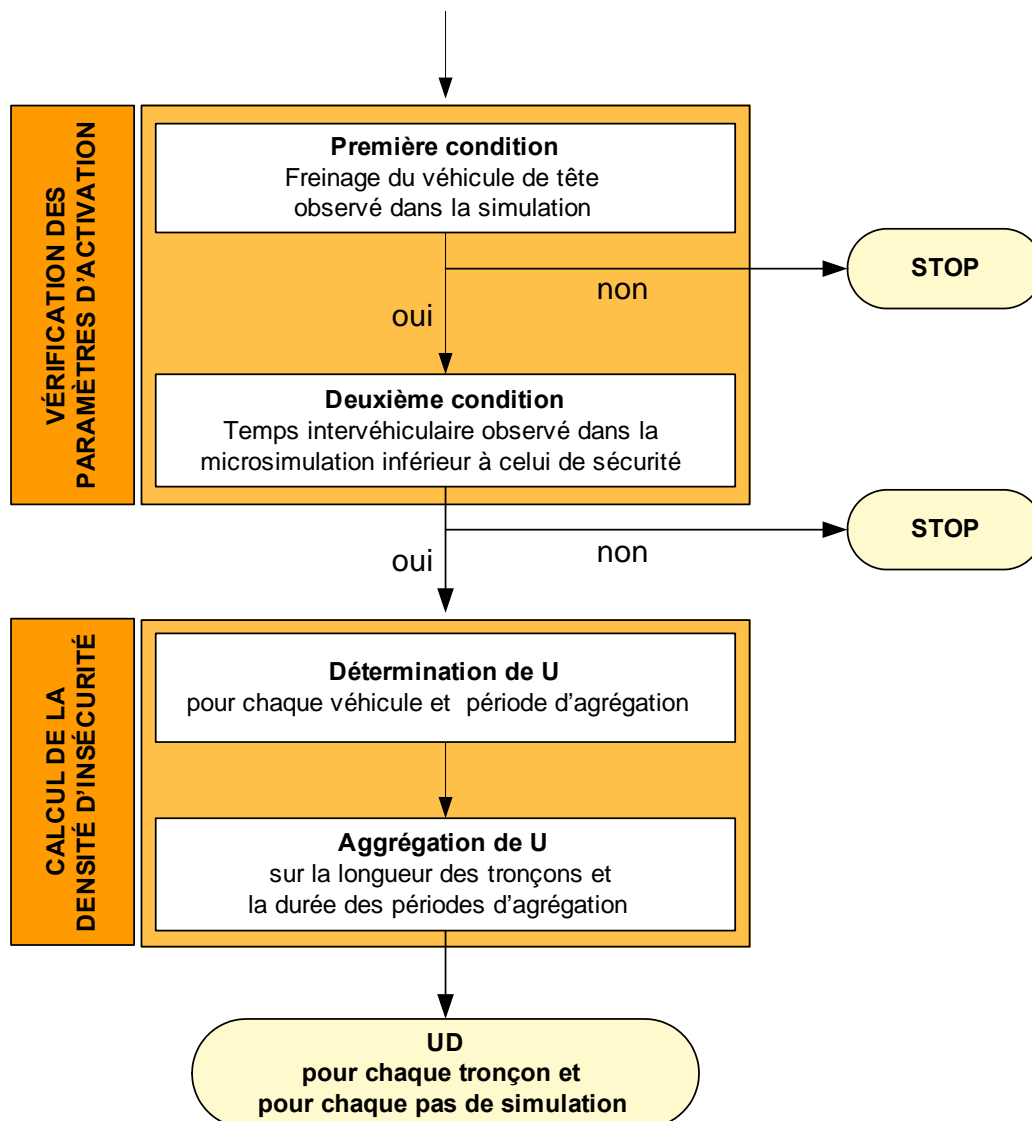 VÉRIFICATION DES
PARAMÈTRES D'ACTIVATION
Première condition
Freinage du véhicule de tête
observé dans la simulation
non
STOP
oui
Deuxième condition
Temps intervéhiculaire observé dans la
microsimulation inférieur à celui de sécurité
non
STOP
oui
CALCUL DE LA
DENSITÉ D'INSÉCURITÉ
Détermination de U
pour chaque véhicule et période d'agrégation
Aggrégation de U
sur la longueur des tronçons et
la durée des périodes d'agrégation
UD
pour chaque tronçon et
pour chaque pas de simulation